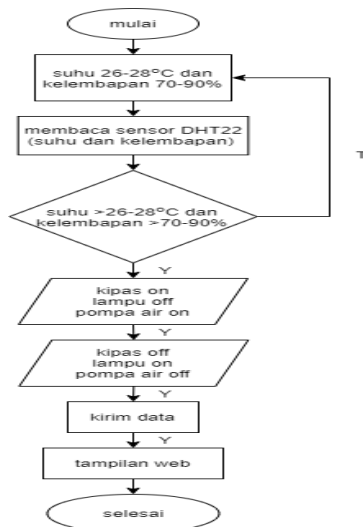 mulai
suhu 26-28°C dan
kelembapan 70-90%
membaca sensor DHT22
(suhu dan kelembapan)
T
suhu >26-28°C dan
kelembapan >70-90%
Y
kipas on
lampu off
pompa air on
Y
kipas off
lampu on
pompa air off
Y
kirim data
Y
tampilan web
selesai